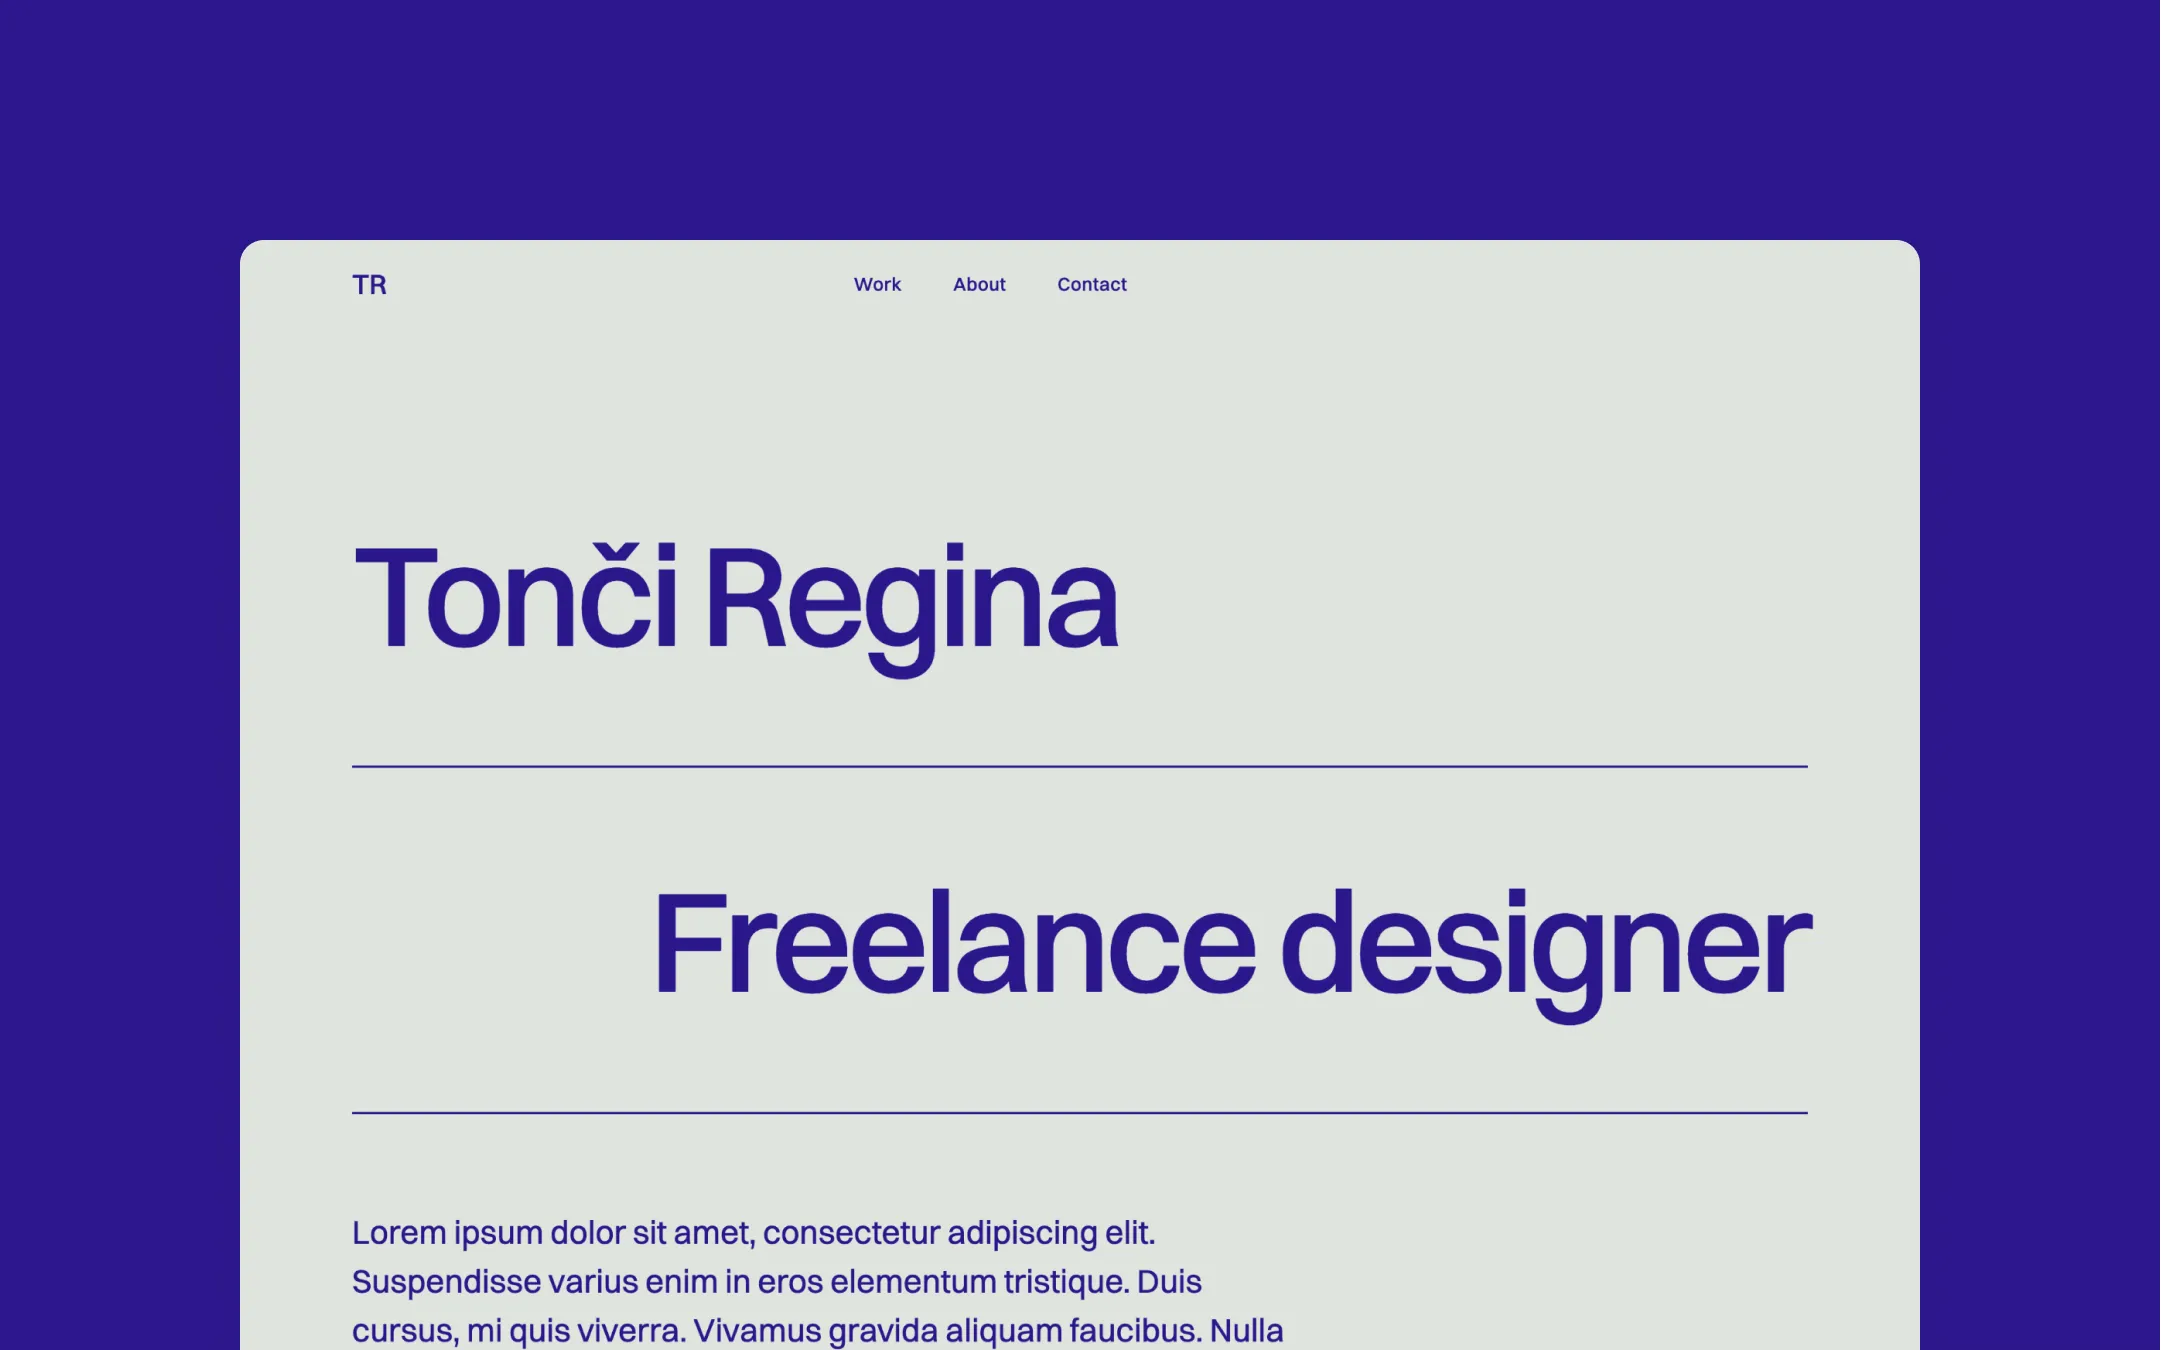 TR
Work About Contact
Tonči Regina
Freelance designer
Lorem ipsum dolor sit amet, consectetur adipiscing elit.
Suspendisse varius enim in eros elementum tristique. Duis
cursus, mi quis viverra. Vivamus gravida aliquam faucibus. Nulla